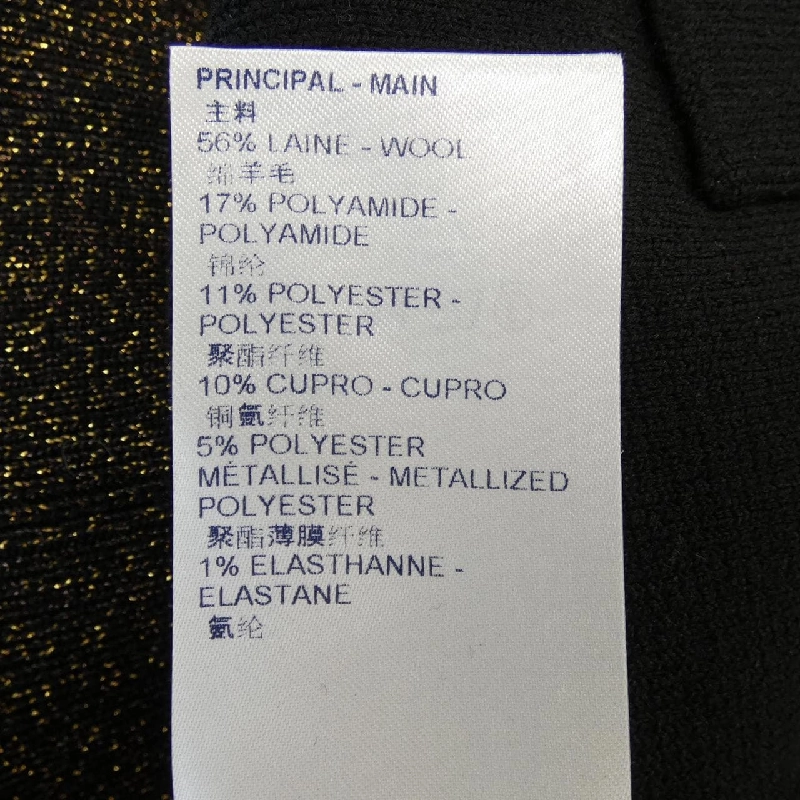 PRINCIPAL - MAIN
主料
56% LAINE - WOOL
绵羊毛
17% POLYAMIDE -
POLYAMIDE
锦纶
11% POLYESTER -
POLYESTER
聚酯纤维
10% CUPRO - CUPRO
铜氨纤维
5% POLYESTER
MÉTALLISÉ - METALLIZED
POLYESTER
聚酯薄膜纤维
1% ELASTHANNE -
ELASTANE
氨纶